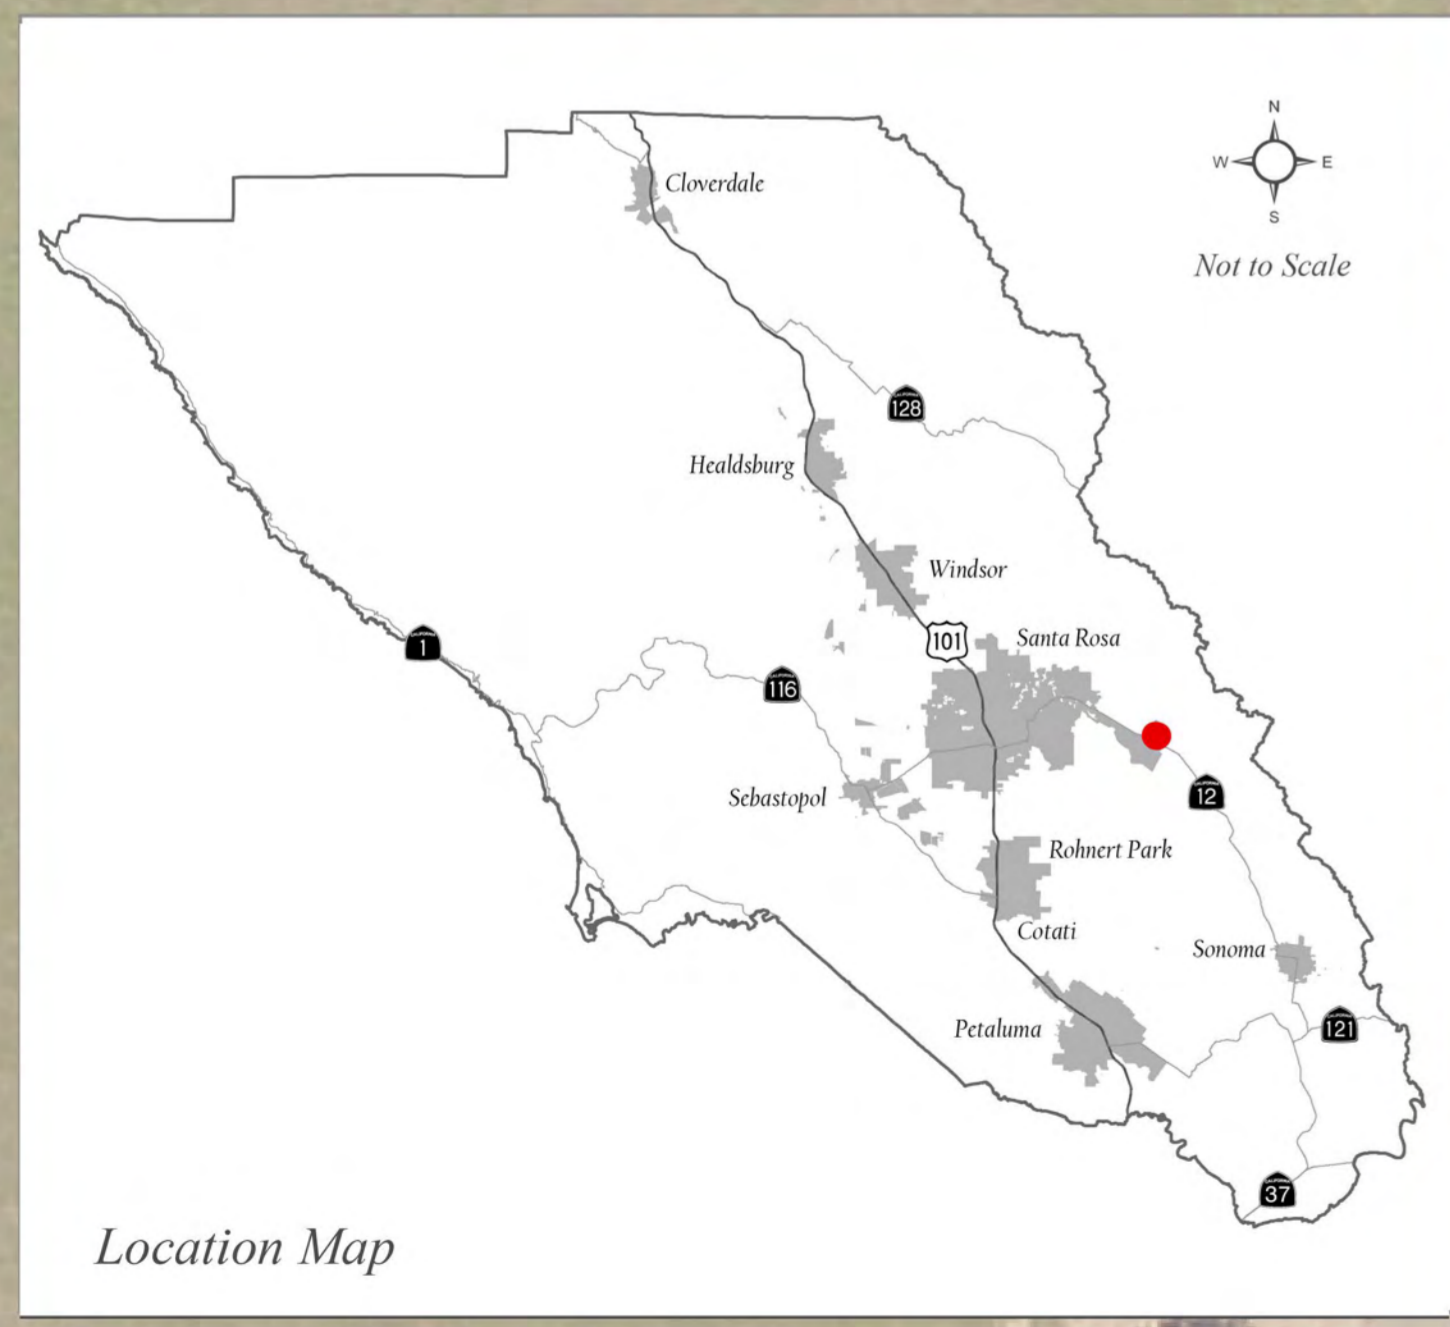 N
W E
S
Not to Scale
Cloverdale
128
Healdsburg
Windsor
101
Santa Rosa
CALIFORNIA
1
116
Sebastopol
12
Rohnert Park
Cotati
Sonoma
Petaluma
121
37
Location Map